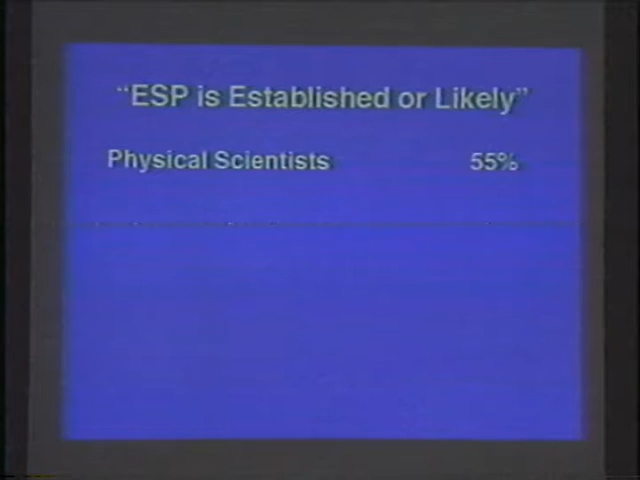 “ESP is Established or Likely”
Physical Scientists 55%